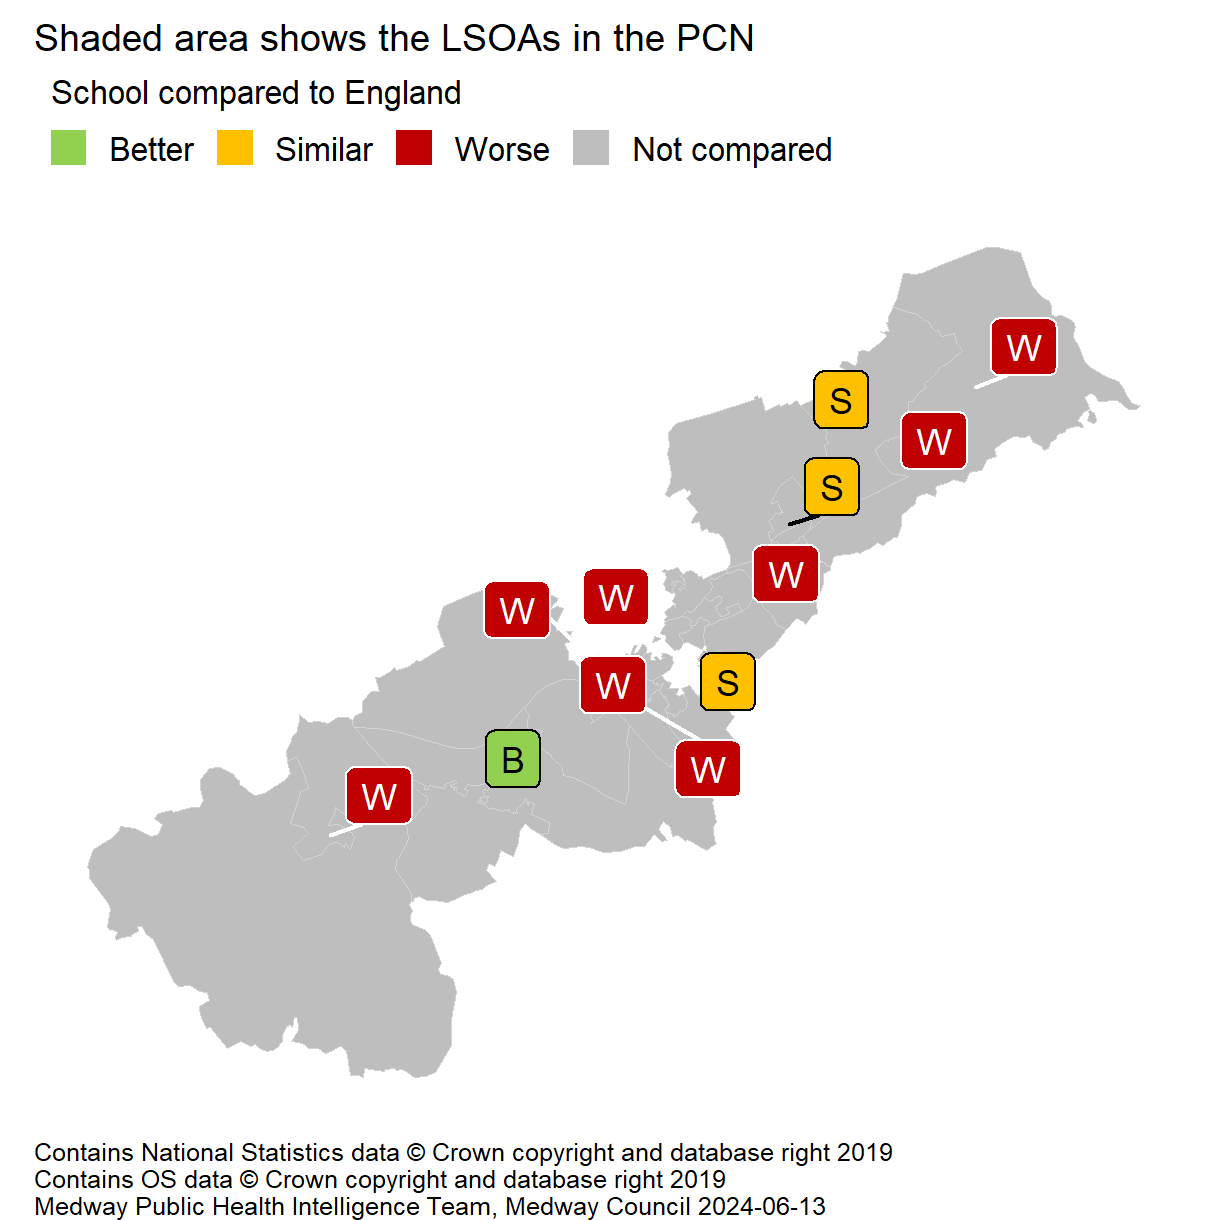 Shaded area shows the LSOAs in the PCN
School compared to England
Better Similar Worse Not compared
W
S
W
S
W
W
W
W
S
B
W
W
Contains National Statistics data © Crown copyright and database right 2019
Contains OS data © Crown copyright and database right 2019
Medway Public Health Intelligence Team, Medway Council 2024-06-13